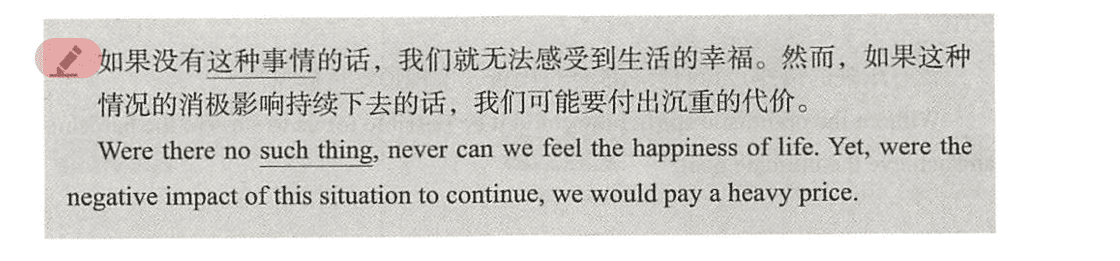 如果没有这种事情的话，我们就无法感受到生活的幸福。然而，如果这种
情况的消极影响持续下去的话，我们可能要付出沉重的代价。
Were there no such thing, never can we feel the happiness of life. Yet, were the
negative impact of this situation to continue, we would pay a heavy price.